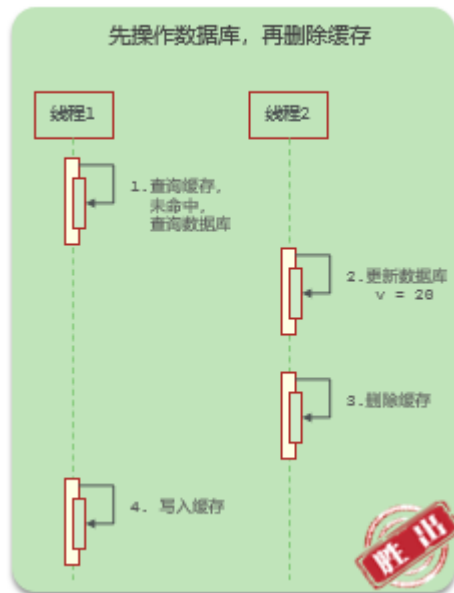 先操作数据库，再删除缓存
线程1
线程2
1.查询缓存，
未命中，
查询数据库
2.更新数据库
v = 20
3.删除缓存
4. 写入缓存
胜出